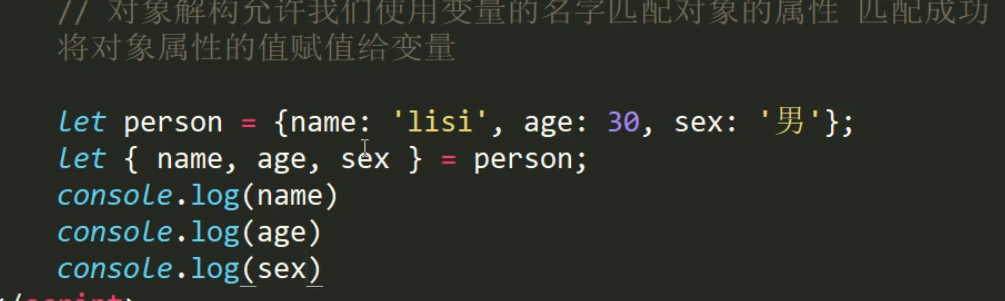 // 对象解构允许我们使用变量的名字匹配对象的属性 匹配成功
将对象属性的值赋值给变量
let person = {name: 'lisi', age: 30, sex: '男'};
let { name, age, sex } = person;
console.log(name)
console.log(age)
console.log(sex)
</script>